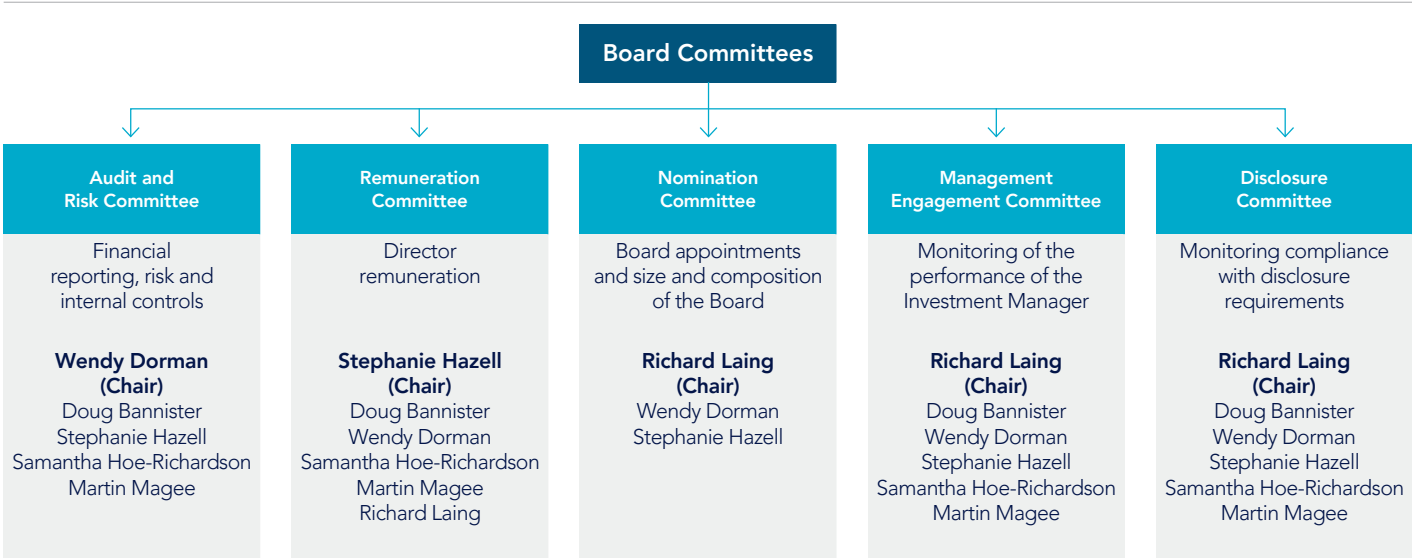 Board Committees
Audit and
Risk Committee
Financial
reporting, risk and
internal controls
Wendy Dorman
(Chair)
Doug Bannister
Stephanie Hazell
Samantha Hoe-Richardson
Martin Magee
Remuneration
Committee
Director
remuneration
Stephanie Hazell
(Chair)
Doug Bannister
Wendy Dorman
Samantha Hoe-Richardson
Martin Magee
Richard Laing
Nomination
Committee
Board appointments
and size and composition
of the Board
Richard Laing
(Chair)
Wendy Dorman
Stephanie Hazell
Management
Engagement Committee
Monitoring of the
performance of the
Investment Manager
Richard Laing
(Chair)
Doug Bannister
Wendy Dorman
Stephanie Hazell
Samantha Hoe-Richardson
Martin Magee
Disclosure
Committee
Monitoring compliance
with disclosure
requirements
Richard Laing
(Chair)
Doug Bannister
Wendy Dorman
Stephanie Hazell
Samantha Hoe-Richardson
Martin Magee